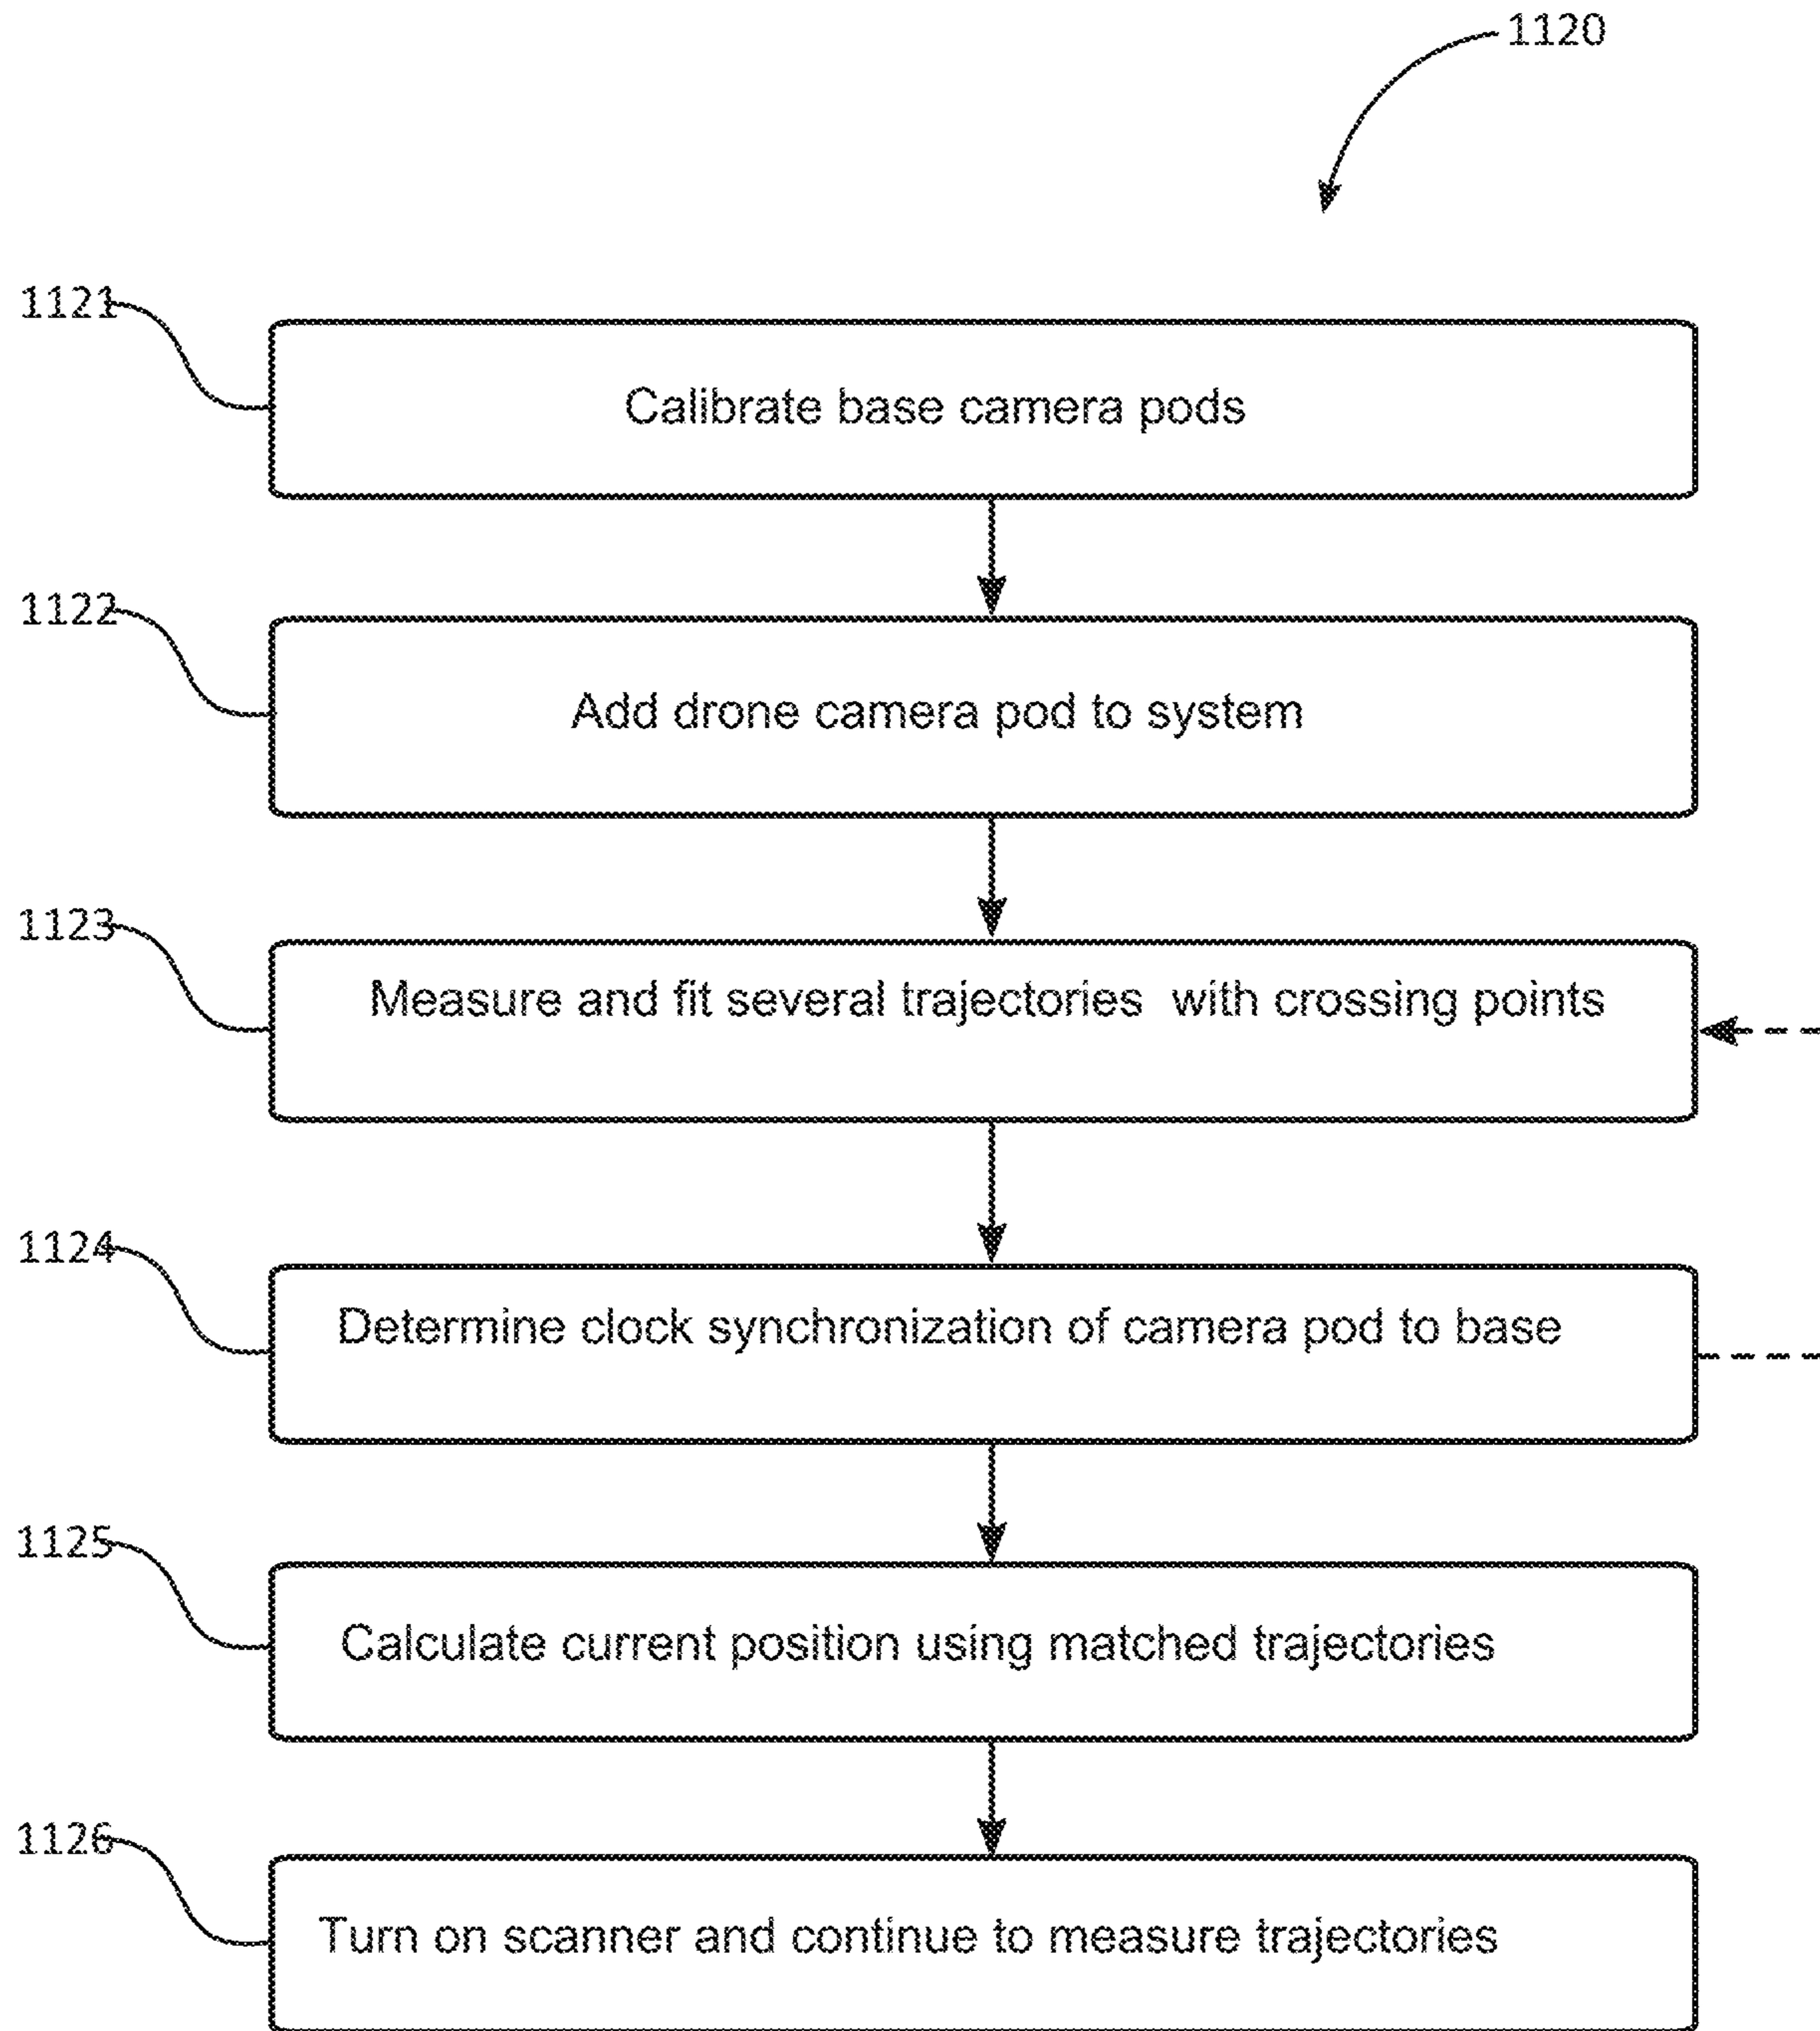 1120
1121
Calibrate base camera pods
1122
Add drone camera pod to system
1123
Measure and fit several trajectories with crossing points
1124
Determine clock synchronization of camera pod to base
1125
Calculate current position using matched trajectories
1126
Turn on scanner and continue to measure trajectories